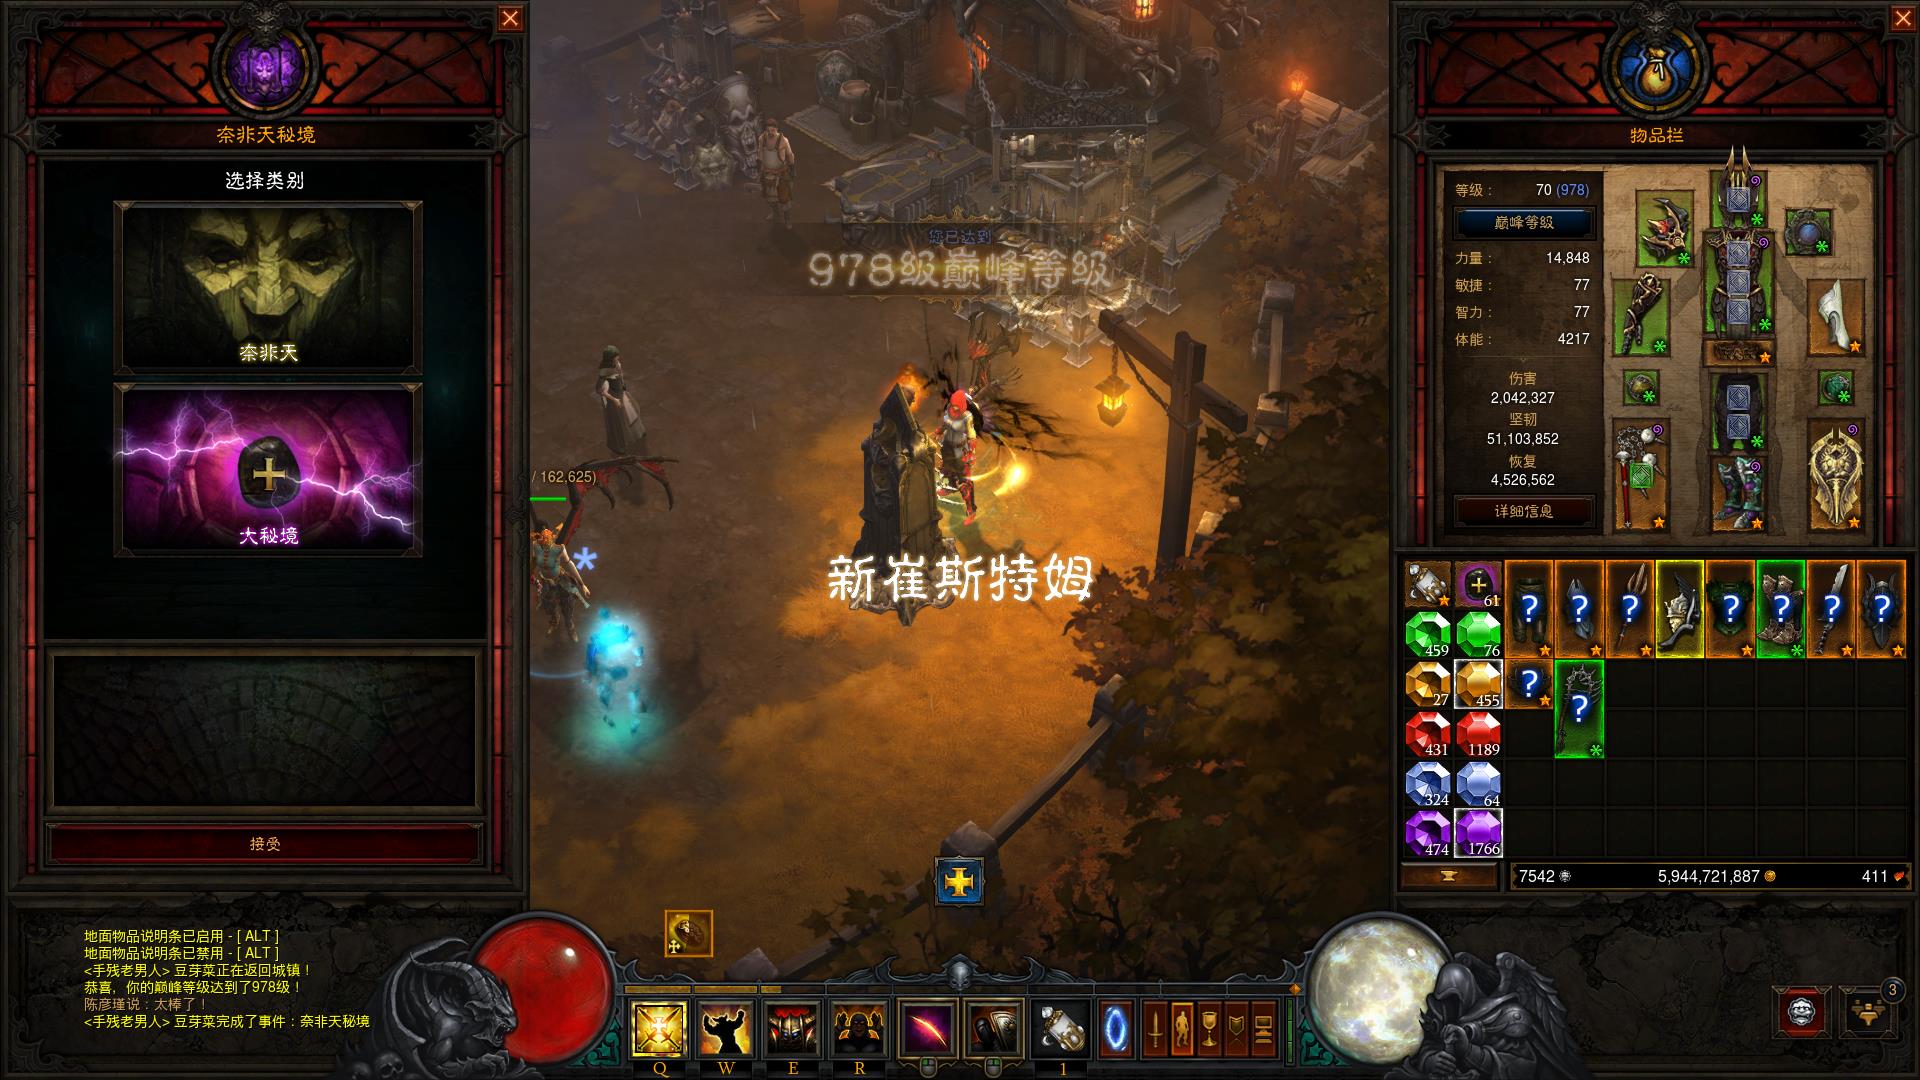 奈非天秘境
选择类别
奈非天
大秘境
接受
您已达到
978级巅峰等级
/ 162,625)
新崔斯特姆
物品栏
等级： 70 (978)
巅峰等级
力量： 14,848
敏捷： 77
智力： 77
体能： 4217
伤害
2,042,327
坚韧
51,103,852
恢复
4,526,562
详细信息
61 ? ? ? ? ? ? ?
459 76
27 455 ? ?
431 1189
324 64
474 1766
7542 5,944,721,887 411
地面物品说明条已启用 - [ ALT ]
地面物品说明条已禁用 - [ ALT ]
<手残老男人> 豆芽菜正在返回城镇！
恭喜，你的巅峰等级达到了978级！
陈彦瑾说：太棒了！
<手残老男人> 豆芽菜完成了事件：奈非天秘境
Q W E R 1
3